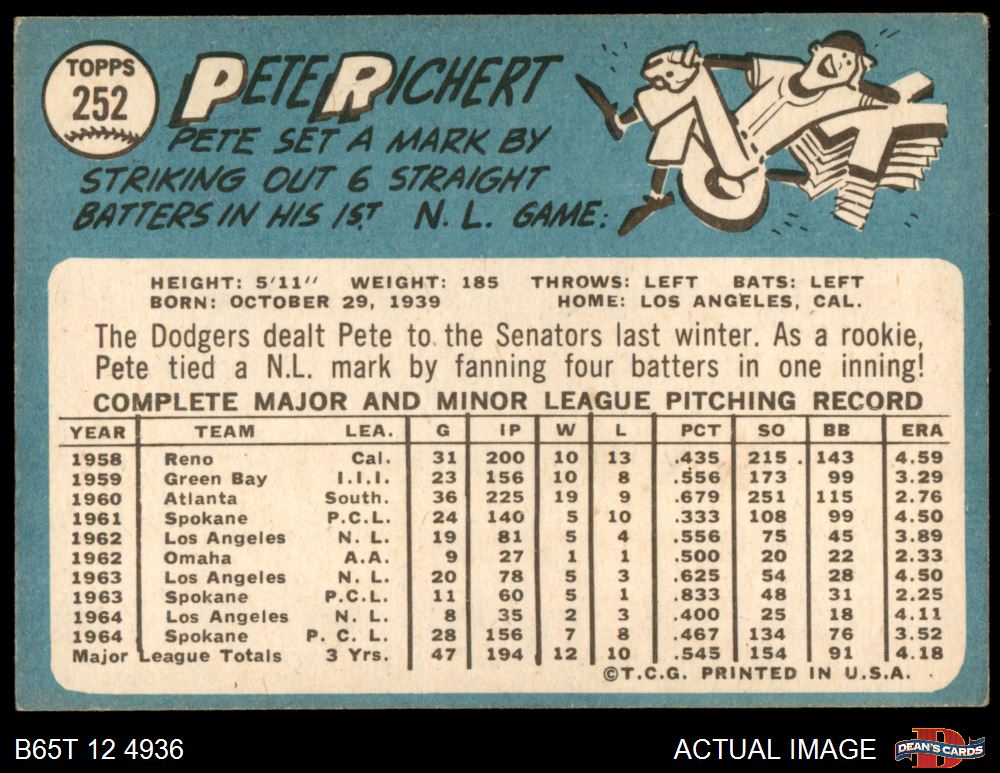 TOPPS
252
PETE RICHERT
PETE SET A MARK BY
STRIKING OUT 6 STRAIGHT
BATTERS IN HIS 1ST N.L. GAME:
HEIGHT: 5'11" WEIGHT: 185 THROWS: LEFT BATS: LEFT
BORN: OCTOBER 29, 1939 HOME: LOS ANGELES, CAL.
The Dodgers dealt Pete to the Senators last winter. As a rookie,
Pete tied a N.L. mark by fanning four batters in one inning!
COMPLETE MAJOR AND MINOR LEAGUE PITCHING RECORD
YEAR TEAM LEA. G IP W L PCT SO BB ERA
1958 Reno Cal. 31 200 10 13 .435 215 143 4.59
1959 Green Bay I.I.I. 23 156 10 8 .556 173 99 3.29
1960 Atlanta South. 36 225 19 9 .679 251 115 2.76
1961 Spokane P.C.L. 24 140 5 10 .333 108 99 4.50
1962 Los Angeles N. L. 19 81 5 4 .556 75 45 3.89
1962 Omaha A.A. 9 27 1 1 .500 20 22 2.33
1963 Los Angeles N. L. 20 78 5 3 .625 54 28 4.50
1963 Spokane P.C.L. 11 60 5 1 .833 48 31 2.25
1964 Los Angeles N. L. 8 35 2 3 .400 25 18 4.11
1964 Spokane P. C. L. 28 156 7 8 .467 134 76 3.52
Major League Totals 3 Yrs. 47 194 12 10 .545 154 91 4.18
©T.C.G. PRINTED IN U.S.A.
B65T 12 4936 ACTUAL IMAGE
D
DEAN'S CARDS